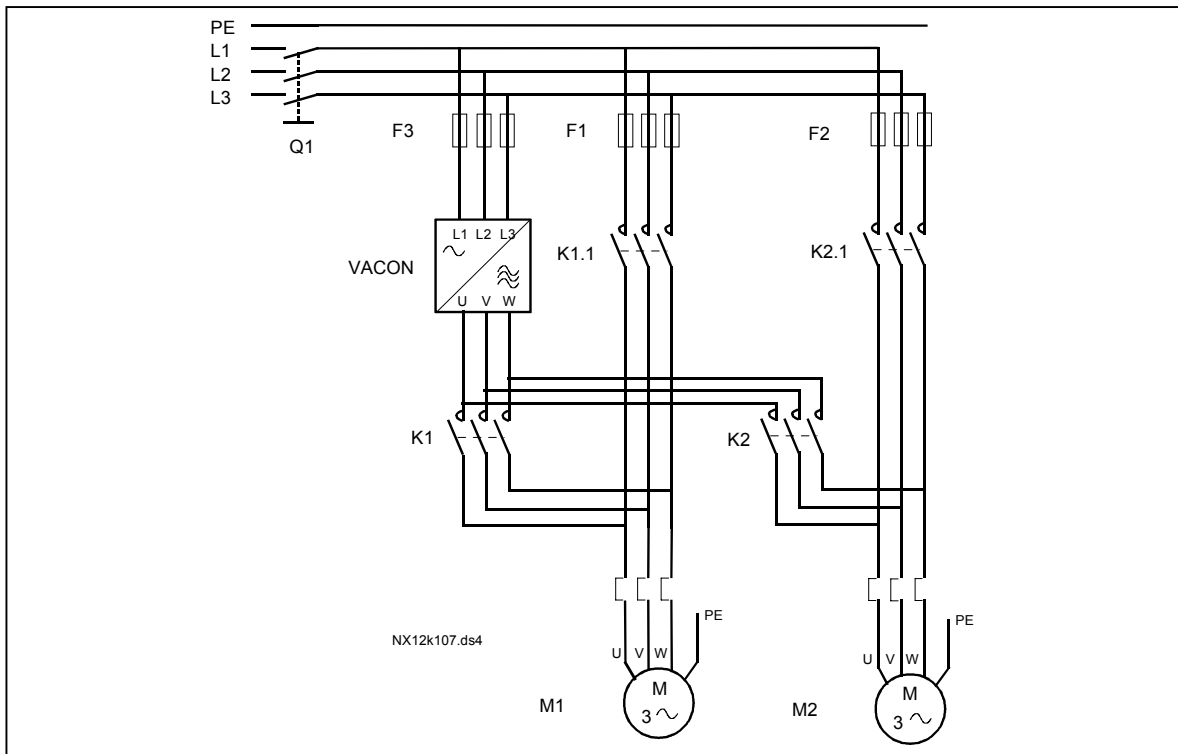 PE
L1
L2
L3
Q1
F3
F1
F2
L1 L2 L3
VACON
U V W
K1.1
K2.1
K1
K2
NX12k107.ds4
PE
PE
U V W
U V W
M1
M
3
M2
M
3